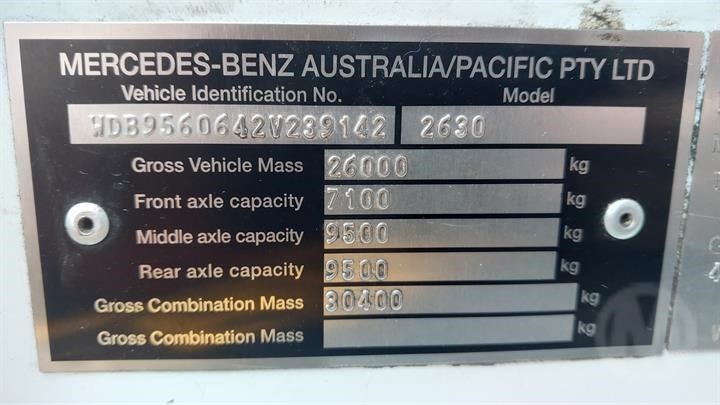 MERCEDES-BENZ AUSTRALIA/PACIFIC PTY LTD
Vehicle Identification No. Model
WDB9560642V239142 2630
Gross Vehicle Mass 26000 kg
Front axle capacity 7100 kg
Middle axle capacity 9500 kg
Rear axle capacity 9500 kg
Gross Combination Mass 30400 kg
Gross Combination Mass kg